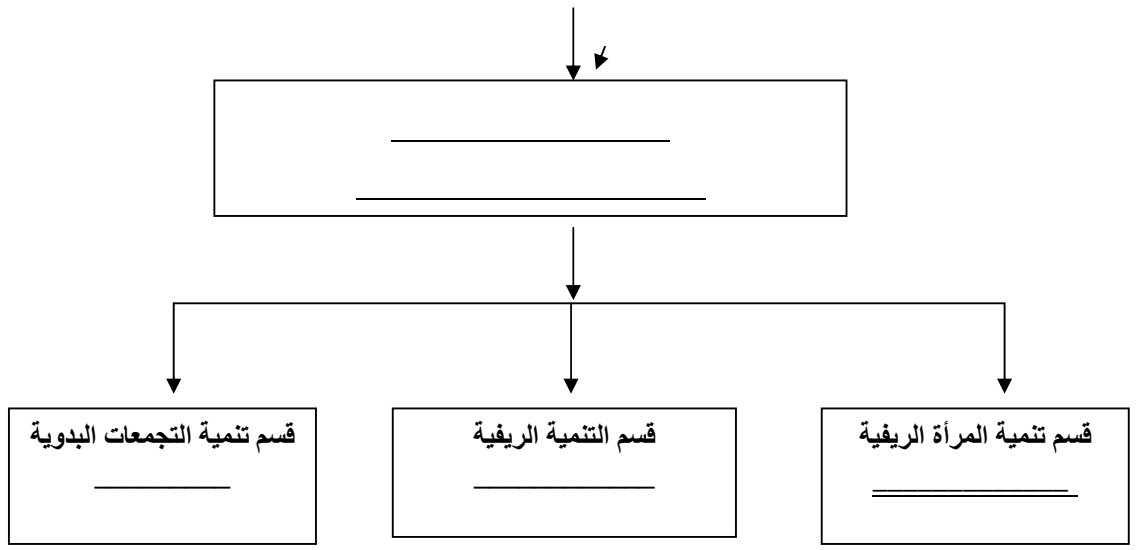 قسم تنمية المرأة الريفية
قسم التنمية الريفية
قسم تنمية التجمعات البدوية